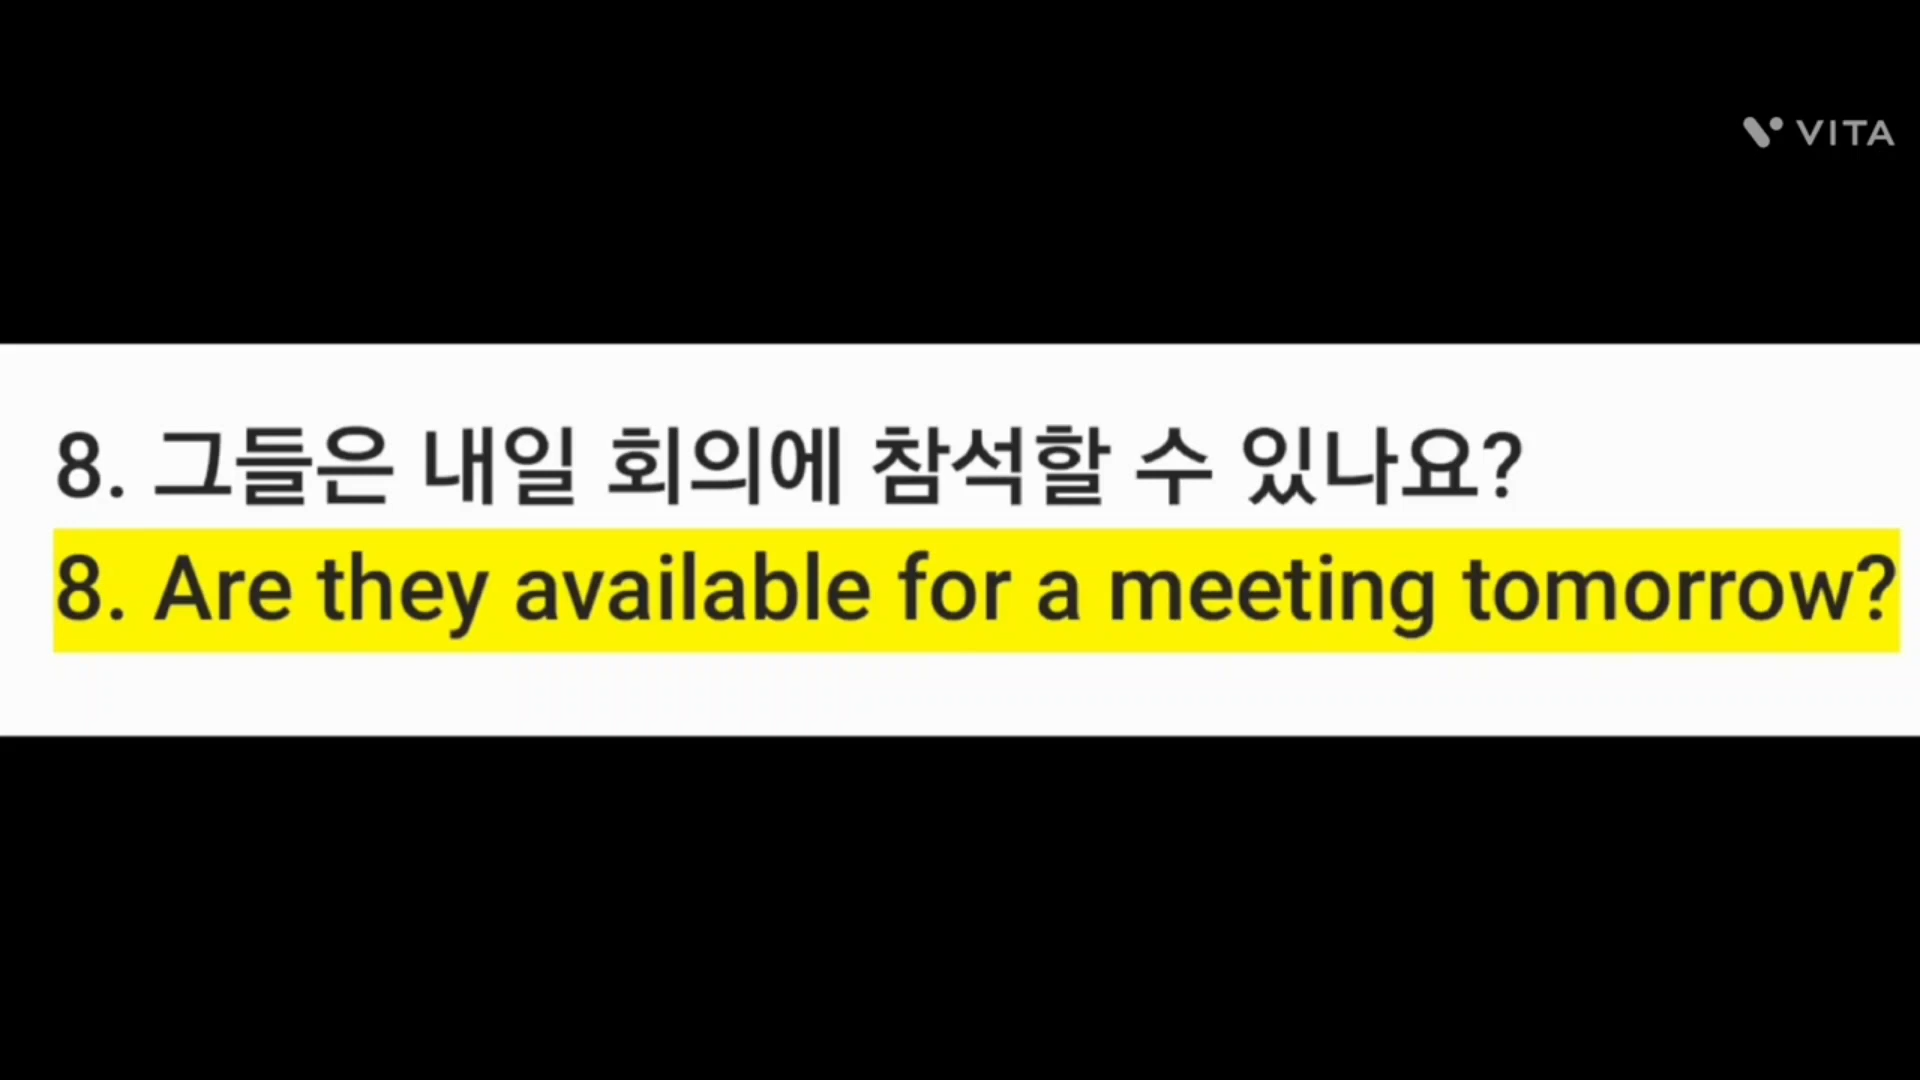 VITA
8. 그들은 내일 회의에 참석할 수 있나요?
8. Are they available for a meeting tomorrow?